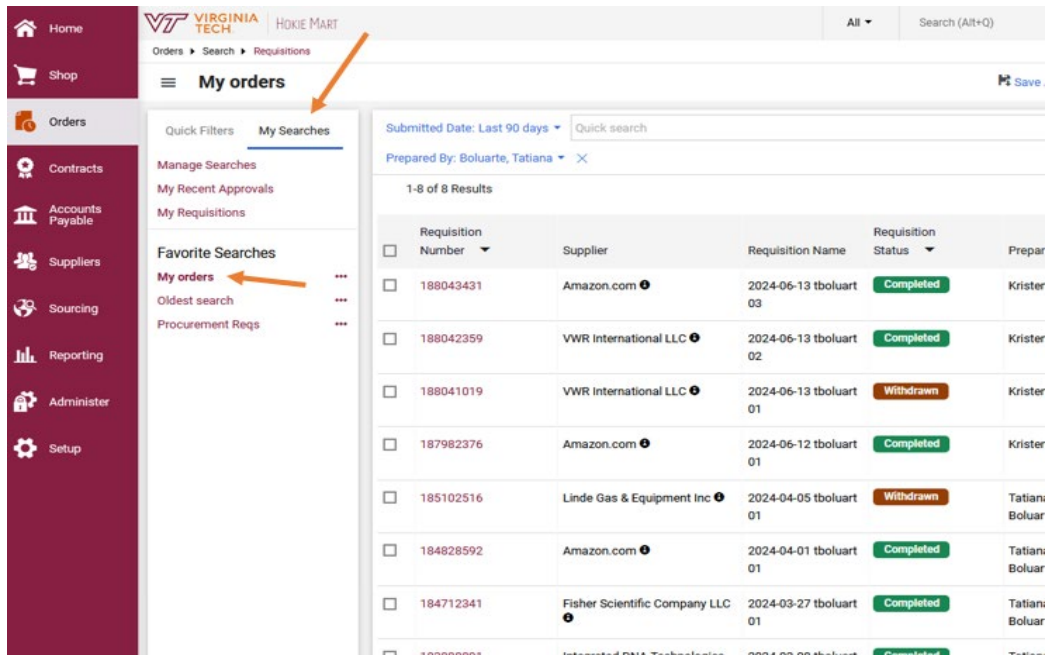 Home
Shop
Orders
Contracts
Accounts
Payable
Suppliers
Sourcing
Reporting
Administer
Setup
VT VIRGINIA TECH. HOKIE MART
All
Search (Alt+Q)
Orders Search Requisitions
My orders
Save
Quick Filters My Searches
Manage Searches
My Recent Approvals
My Requisitions
Favorite Searches
My orders •••
Oldest search •••
Procurement Reqs •••
Submitted Date: Last 90 days Quick search
Prepared By: Boluarte, Tatiana
1-8 of 8 Results
Requisition Requisition
Number Supplier Requisition Name Status
188043431 Amazon.com 2024-06-13 tboluart Completed
03
188042359 VWR International LLC 2024-06-13 tboluart Completed
02
188041019 VWR International LLC 2024-06-13 tboluart Withdrawn
01
187982376 Amazon.com 2024-06-12 tboluart Completed
01
185102516 Linde Gas & Equipment Inc 2024-04-05 tboluart Withdrawn
01
184828592 Amazon.com 2024-04-01 tboluart Completed
01
184712341 Fisher Scientific Company LLC 2024-03-27 tboluart Completed
01